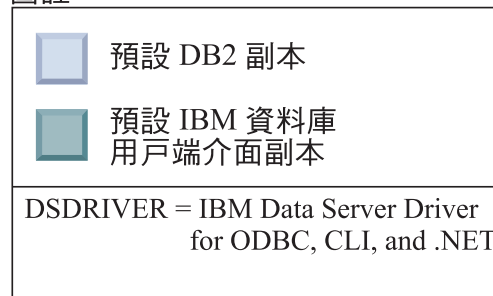 預設 DB2 副本
預設 IBM 資料庫
用戶端介面副本
DSDRIVER = IBM Data Server Driver
for ODBC, CLI, and .NET